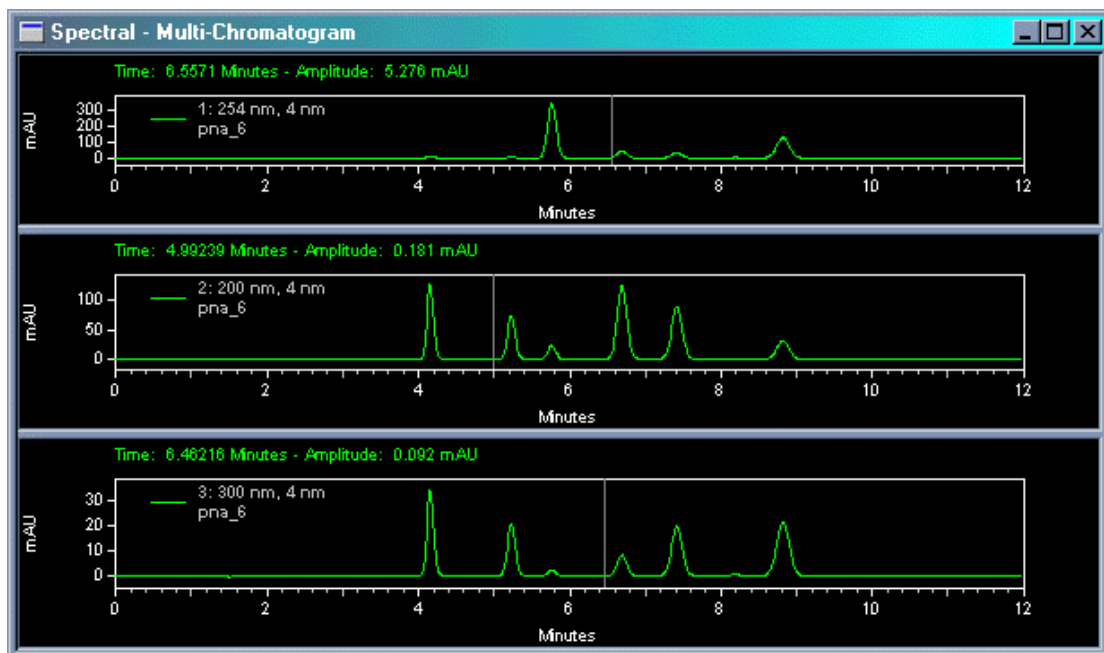 Spectral - Multi-Chromatogram
Time: 6.5571 Minutes - Amplitude: 5.276 mAU
mAU
300
200
100
0
1: 254 nm, 4 nm
pna_6
0 2 4 6 8 10 12
Minutes
Time: 4.99239 Minutes - Amplitude: 0.181 mAU
mAU
100
50
0
2: 200 nm, 4 nm
pna_6
0 2 4 6 8 10 12
Minutes
Time: 6.46216 Minutes - Amplitude: 0.092 mAU
mAU
30
20
10
0
3: 300 nm, 4 nm
pna_6
0 2 4 6 8 10 12
Minutes